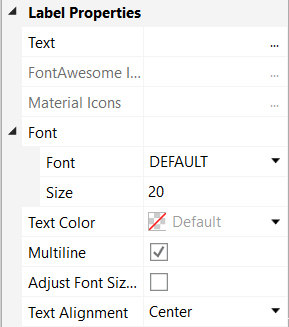 Label Properties
Text ...
FontAwesome I... ...
Material Icons ...
Font
Font DEFAULT
Size 20
Text Color Default
Multiline
Adjust Font Siz...
Text Alignment Center